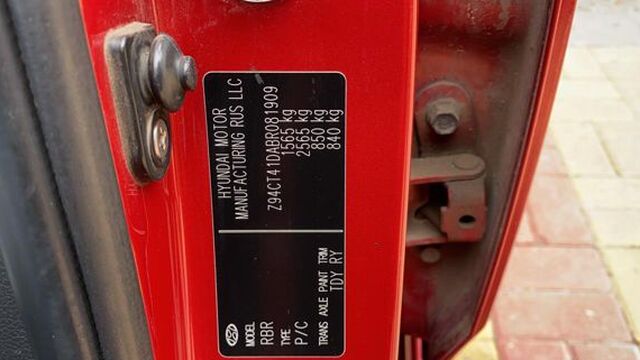 HYUNDAI MOTOR
MANUFACTURING RUS LLC
Z94CT41DABR081909
1565 kg
2565 kg
850 kg
840 kg
MODEL
RBR
TYPE
P/C
TRANS AXLE PAINT TRM
TDY RY